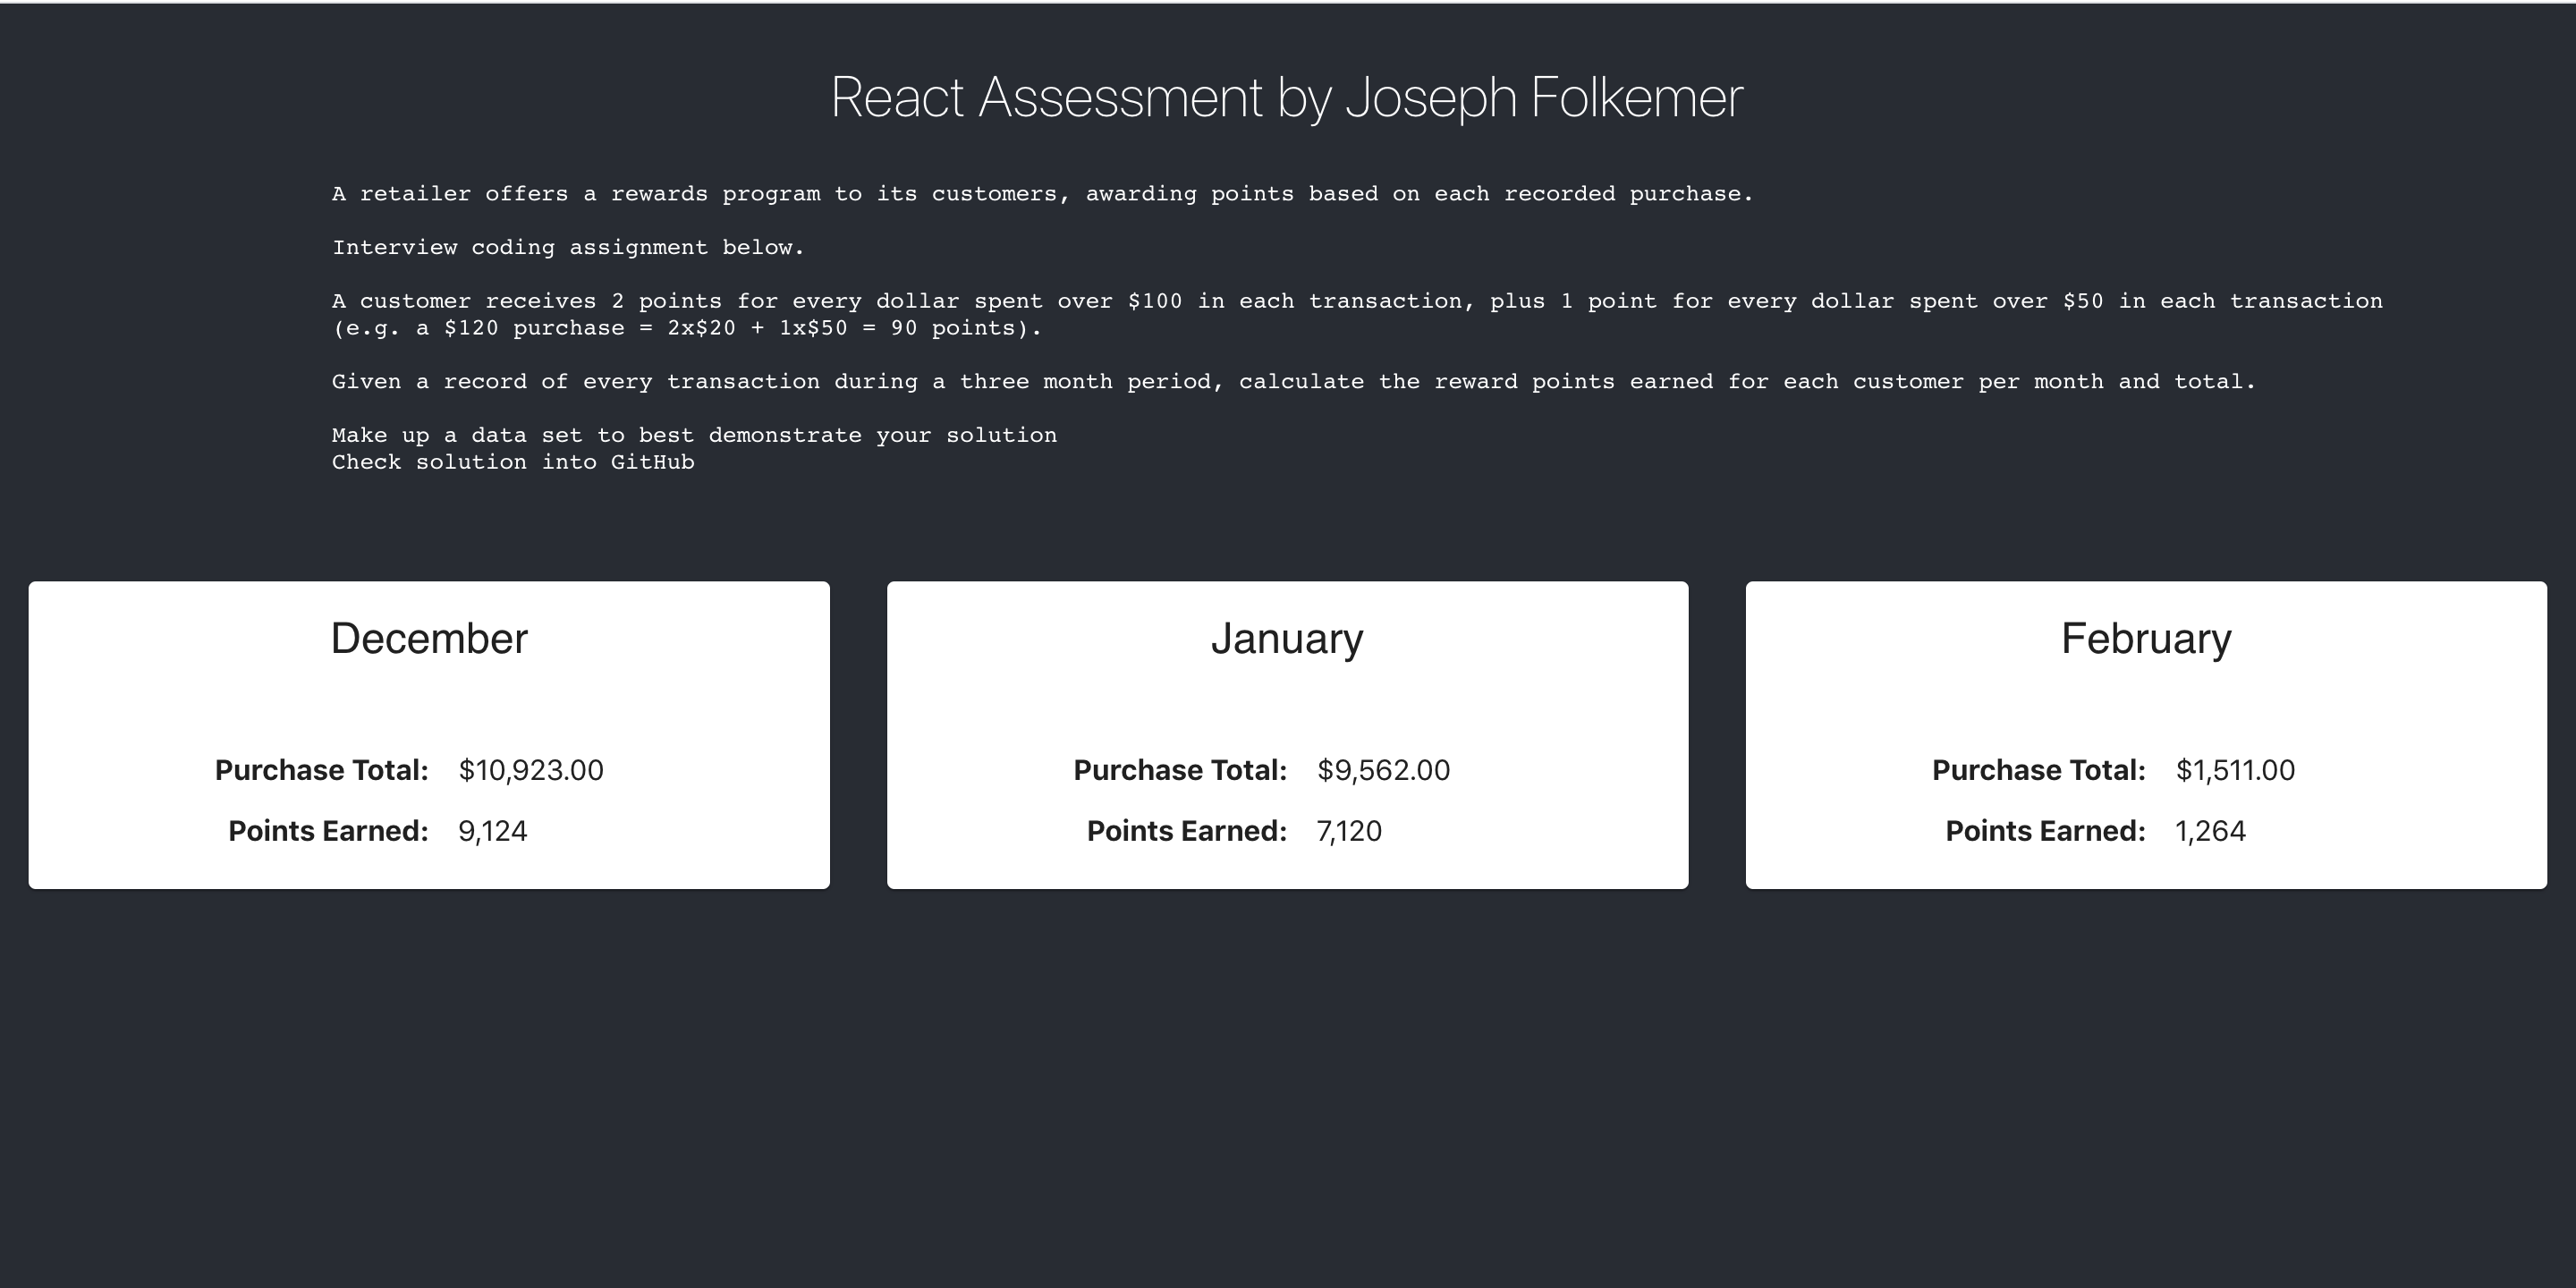 React Assessment by Joseph Folkemer
A retailer offers a rewards program to its customers, awarding points based on each recorded purchase.
Interview coding assignment below.
A customer receives 2 points for every dollar spent over $100 in each transaction, plus 1 point for every dollar spent over $50 in each transaction
(e.g. a $120 purchase = 2x$20 + 1x$50 = 90 points).
Given a record of every transaction during a three month period, calculate the reward points earned for each customer per month and total.
Make up a data set to best demonstrate your solution
Check solution into GitHub
December
Purchase Total: $10,923.00
Points Earned: 9,124
January
Purchase Total: $9,562.00
Points Earned: 7,120
February
Purchase Total: $1,511.00
Points Earned: 1,264